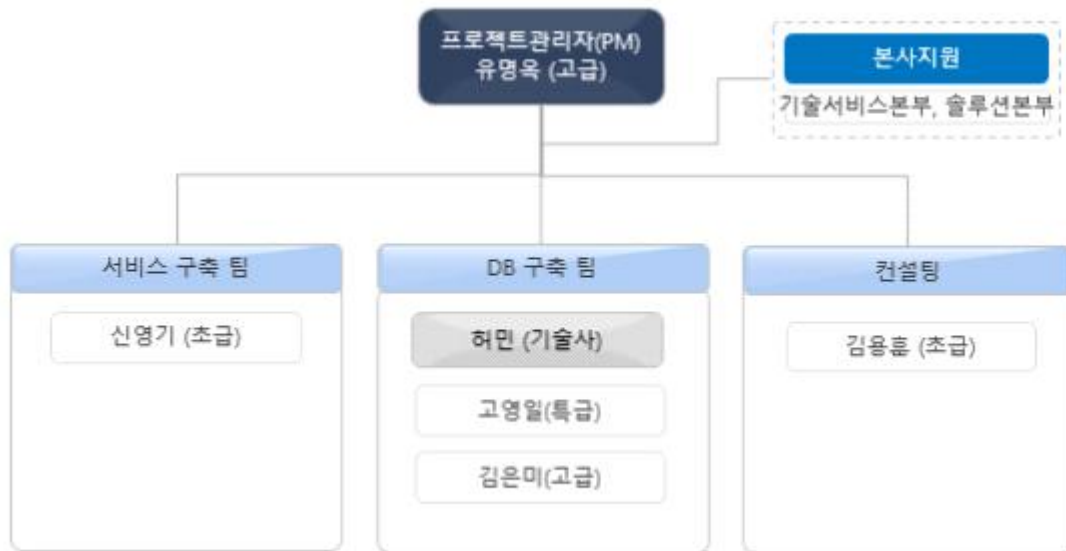 프로젝트관리자(PM)
유명옥 (고급)
본사지원
기술서비스본부, 솔루션본부
서비스 구축 팀
신영기 (초급)
DB 구축 팀
허민 (기술사)
고영일(특급)
김은미(고급)
컨설팅
김용훈 (초급)